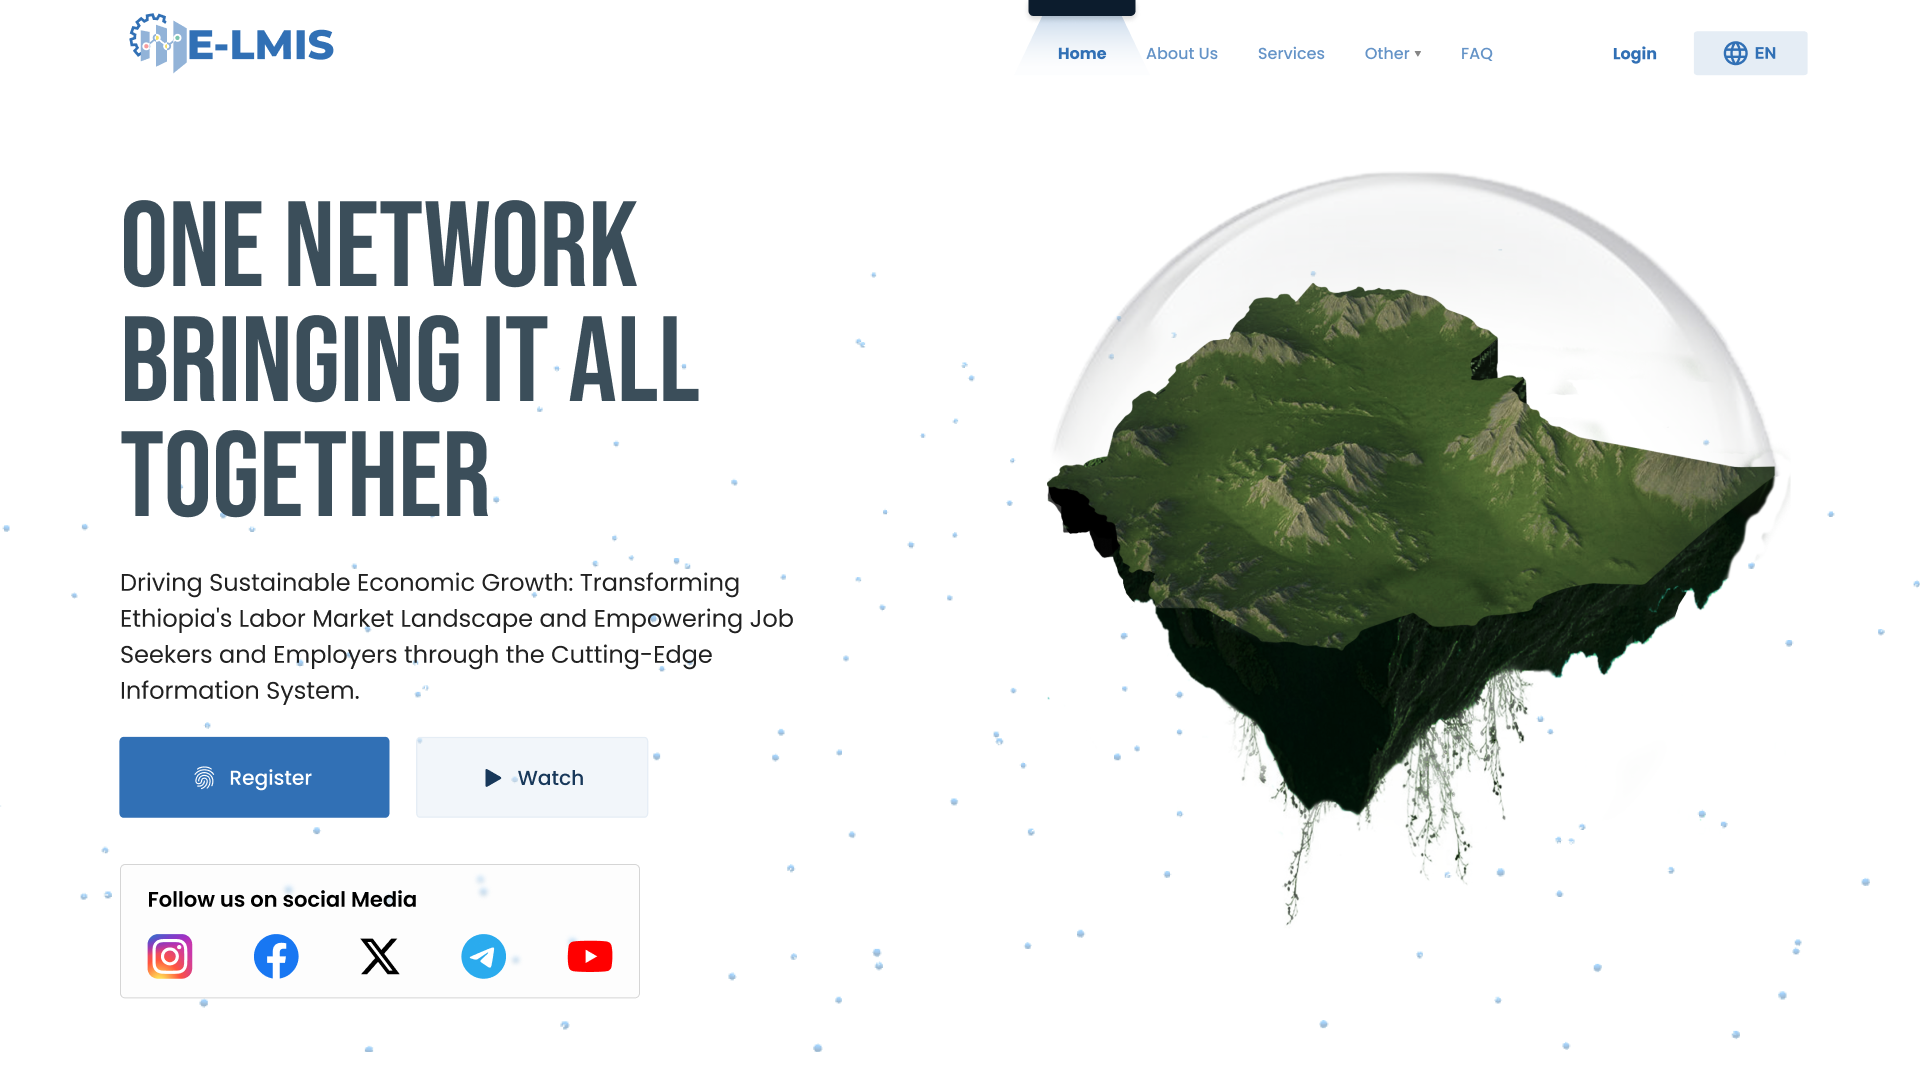 E-LMIS
Home
About Us
Services
Other
FAQ
Login
EN
ONE NETWORK
BRINGING IT ALL
TOGETHER
Driving Sustainable Economic Growth: Transforming
Ethiopia's Labor Market Landscape and Empowering Job
Seekers and Employers through the Cutting-Edge
Information System.
Register
Watch
Follow us on social Media